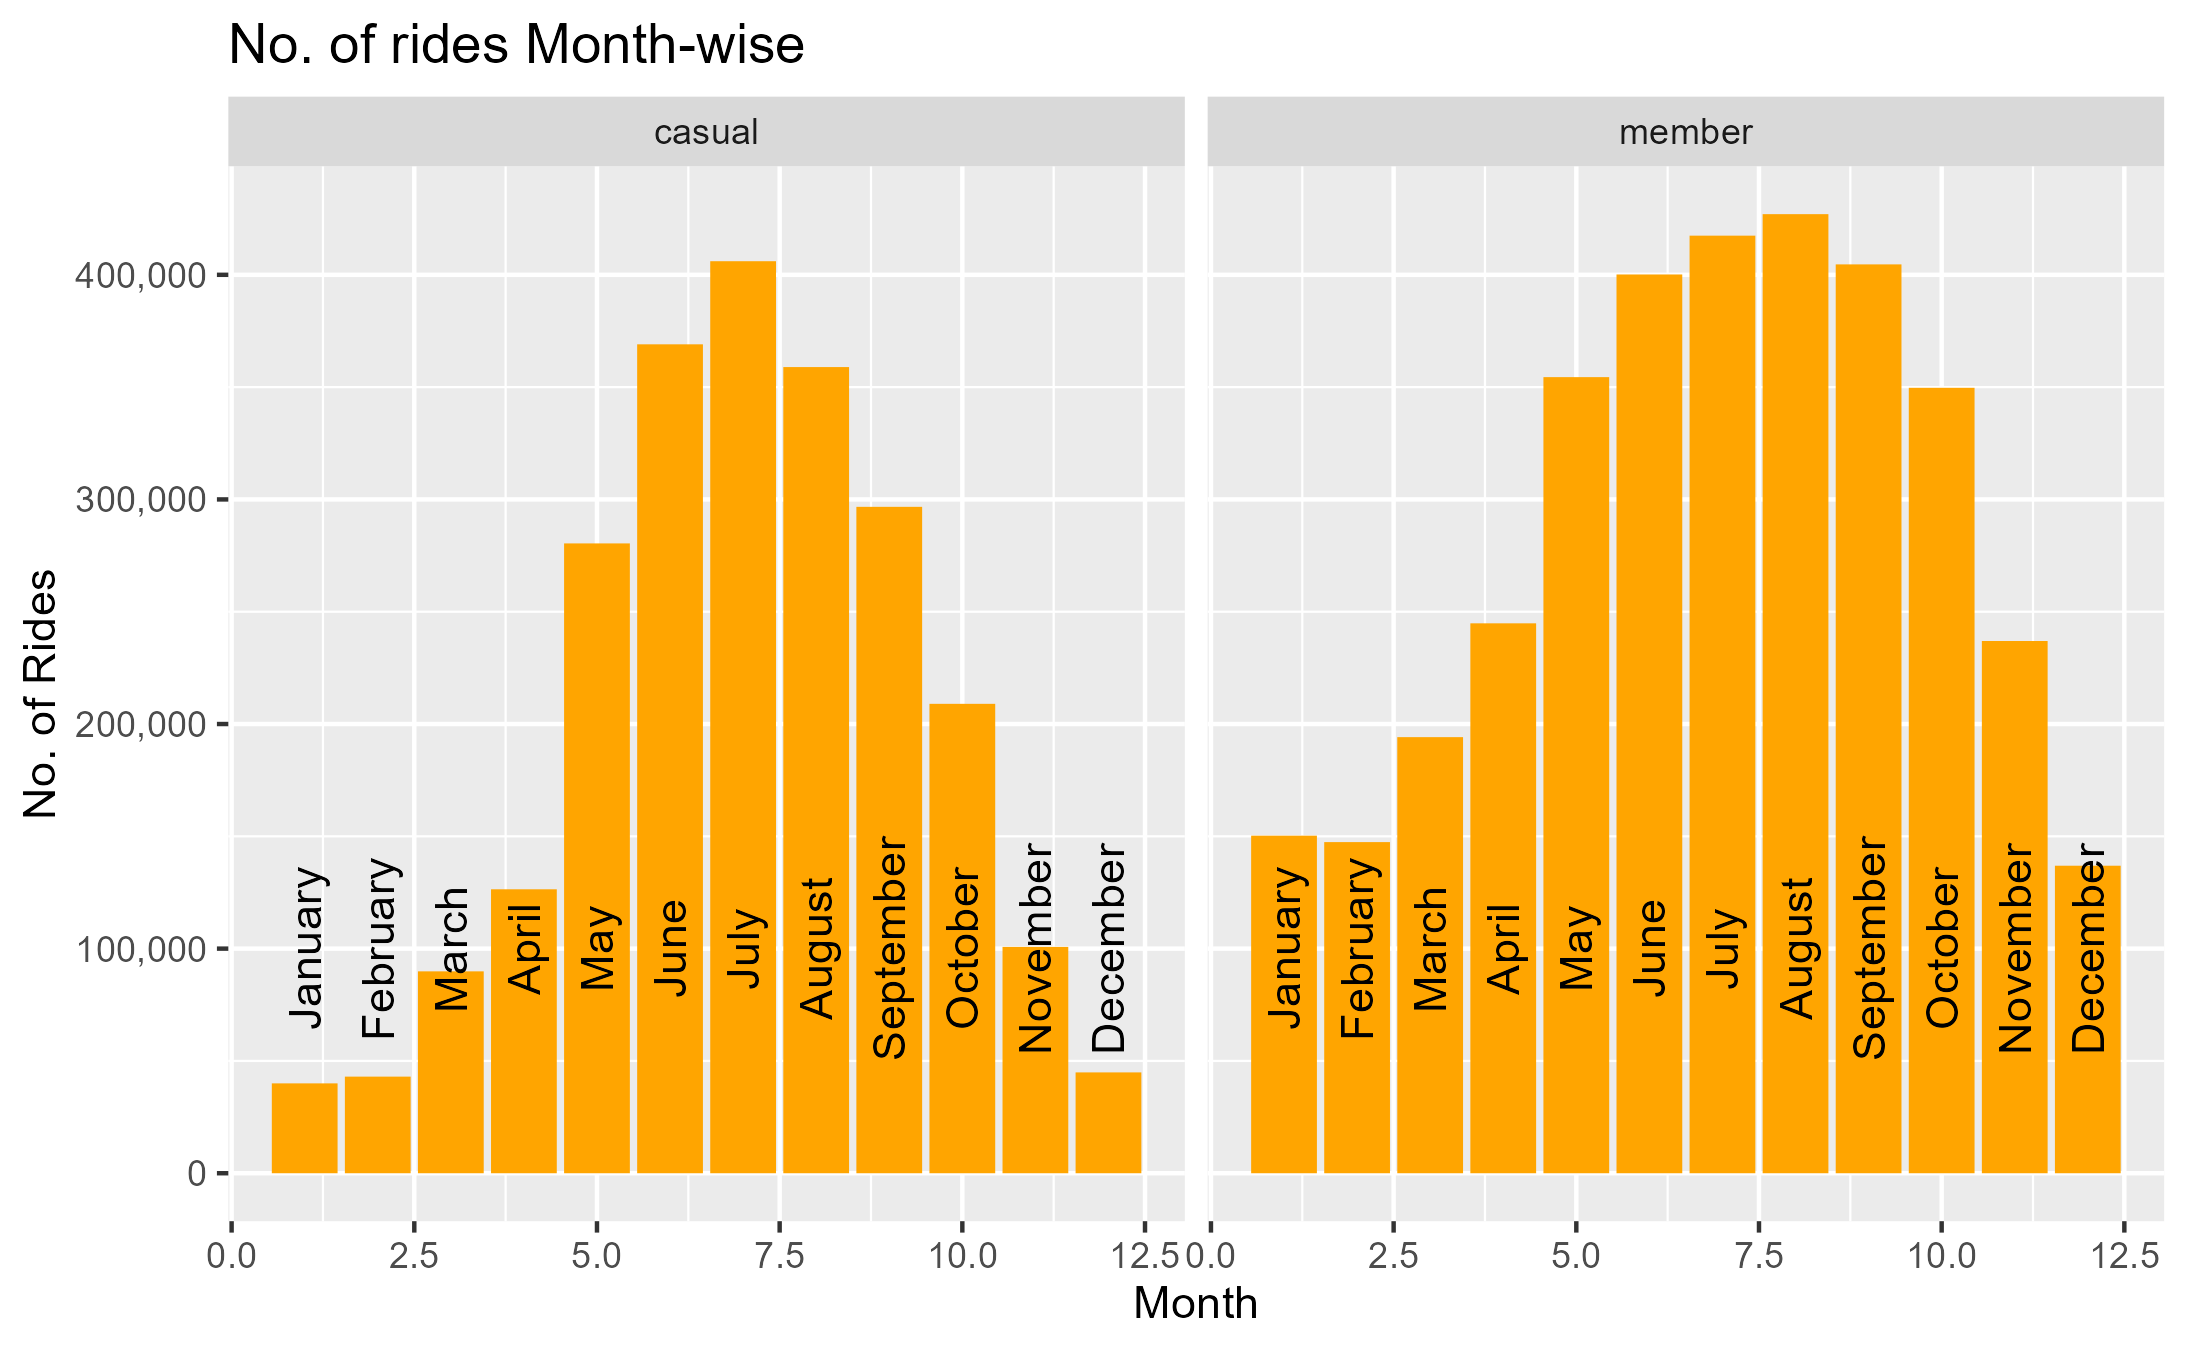 No. of rides Month-wise
casual
member
No. of Rides
400,000
300,000
200,000
100,000
0
January
February
March
April
May
June
July
August
September
October
November
December
January
February
March
April
May
June
July
August
September
October
November
December
0.0 2.5 5.0 7.5 10.0 12.5
0.0 2.5 5.0 7.5 10.0 12.5
Month